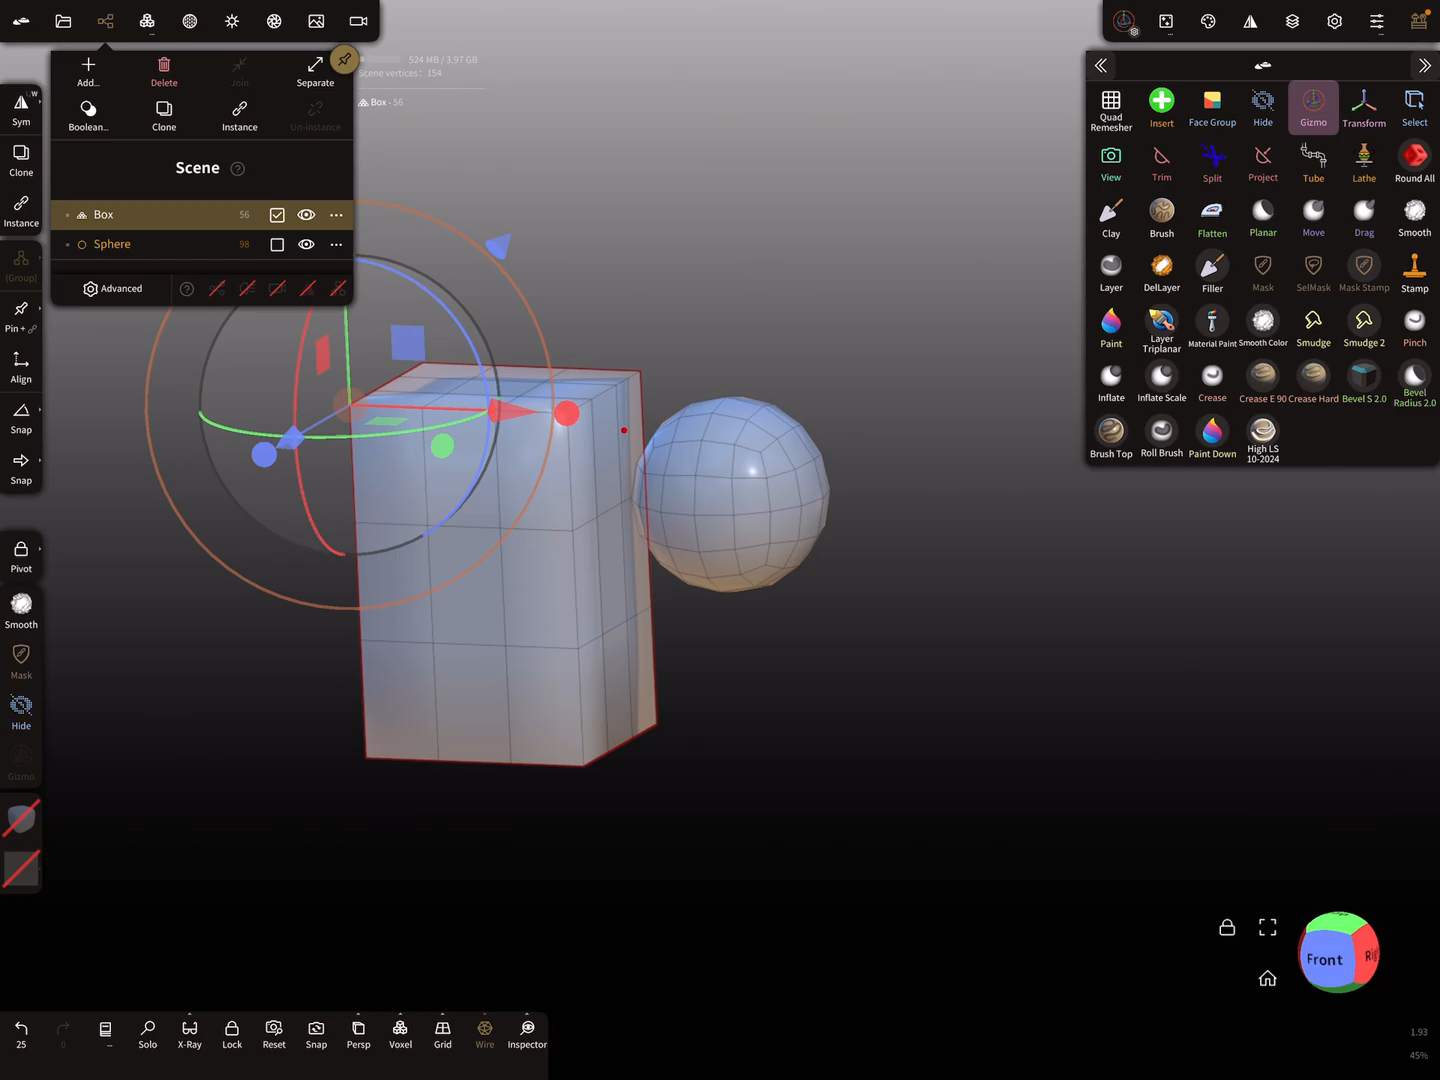 Add...
Delete
Join
Separate
Boolean...
Clone
Instance
Un-instance
Scene
Box 56
Sphere 98
Advanced
524 MB / 3.97 GB
Scene vertices: 154
Box - 56
Sym
Clone
Instance
(Group)
Pin +
Align
Snap
Snap
Pivot
Smooth
Mask
Hide
Gizmo
Quad Remesher
Insert
Face Group
Hide
Gizmo
Transform
Select
View
Trim
Split
Project
Tube
Lathe
Round All
Clay
Brush
Flatten
Planar
Move
Drag
Smooth
Layer
DelLayer
Filler
Mask
SelMask
Mask Stamp
Stamp
Paint
Layer Triplanar
Material Paint
Smooth Color
Smudge
Smudge 2
Pinch
Inflate
Inflate Scale
Crease
Crease E 90
Crease Hard
Bevel S 2.0
Bevel Radius 2.0
Brush Top
Roll Brush
Paint Down
High LS 10-2024
Front
25
0
...
Solo
X-Ray
Lock
Reset
Snap
Persp
Voxel
Grid
Wire
Inspector
1.93
45%